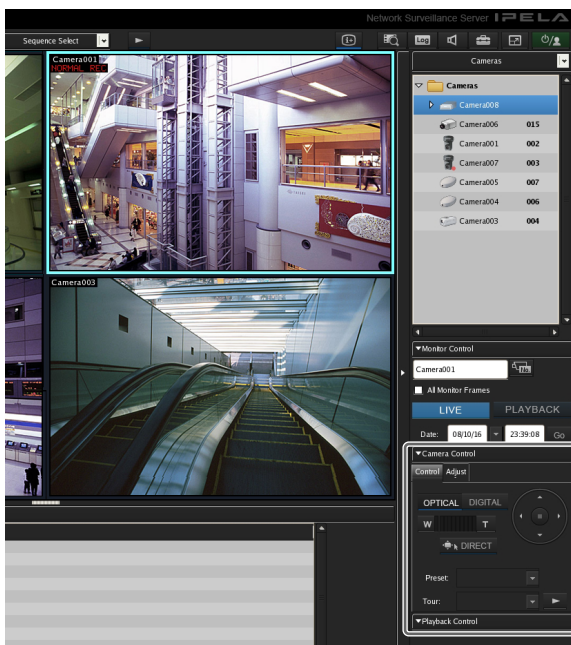 Network Surveillance Server IPELA
Sequence Select
Log
Cameras
Camera001
NORMAL REC
Cameras
Camera008
Camera006 015
Camera001 002
Camera007 003
Camera005 007
Camera004 006
Camera003 004
Camera003
Monitor Control
Camera001
All Monitor Frames
LIVE PLAYBACK
Date: 08/10/16 23:39:08 Go
Camera Control
Control Adjust
OPTICAL DIGITAL
W T
DIRECT
Preset:
Tour:
Playback Control